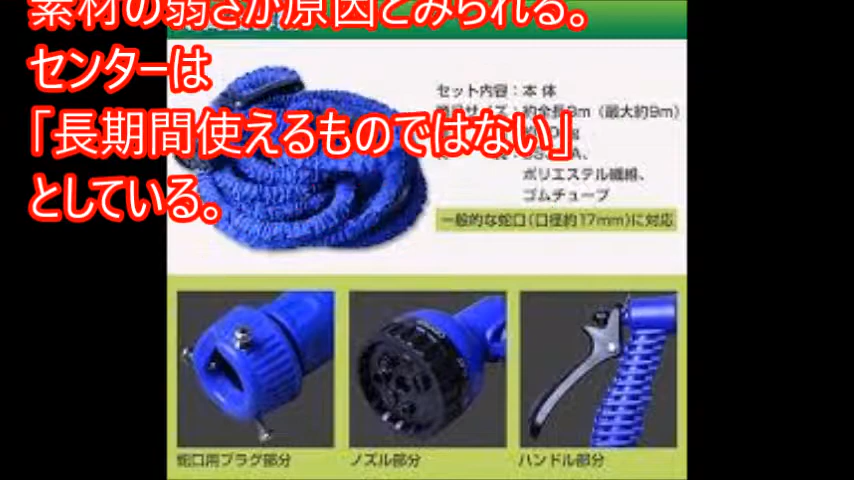 素材の弱さが原因とみられる。
センターは
「長期間使えるものではない」
としている。
セット内容：本体
約全長3m（最大約9m）
ポリエステル繊維、
ゴムチューブ
一般的な蛇口（口径約17mm）に対応
蛇口用プラグ部分
ノズル部分
ハンドル部分